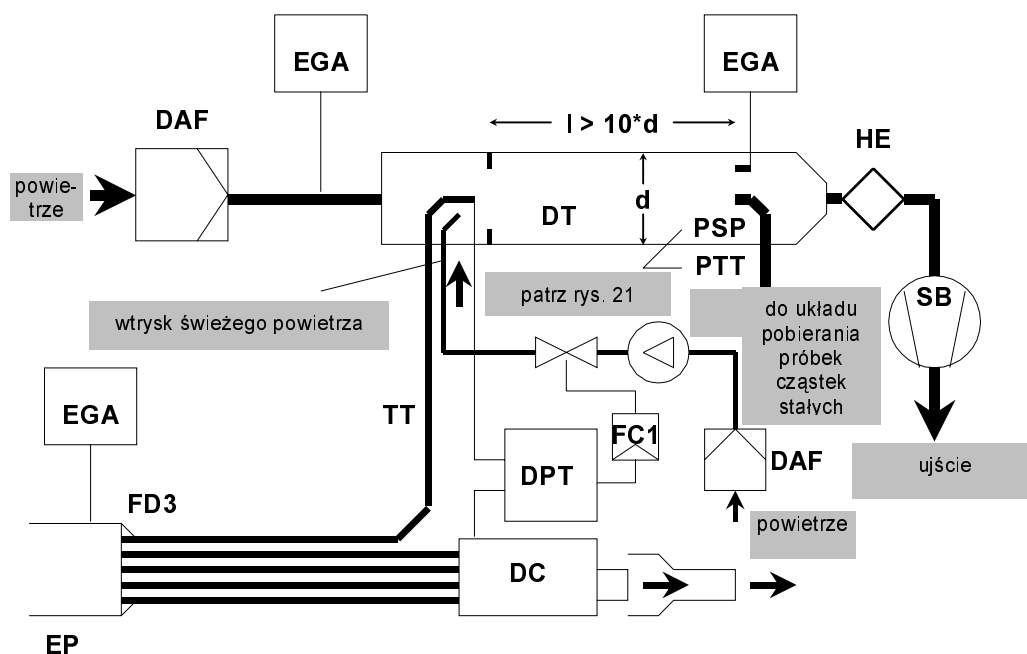 EGA
EGA
DAF
l > 10*d
HE
powie-
trze
d
DT
PSP
PTT
SB
patrz rys. 21
wtrysk świeżego powietrza
do układu
pobierania
próbek
cząstek
stałych
EGA
TT
FC1
DAF
ujście
DPT
FD3
powietrze
DC
EP